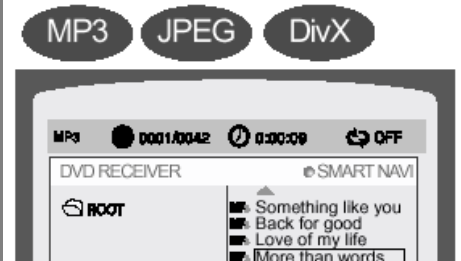 MP3 JPEG DivX
MP3 0001/0042 0:00:09 OFF
DVD RECEIVER SMART NAVI
ROOT
Something like you
Back for good
Love of my life
More than words